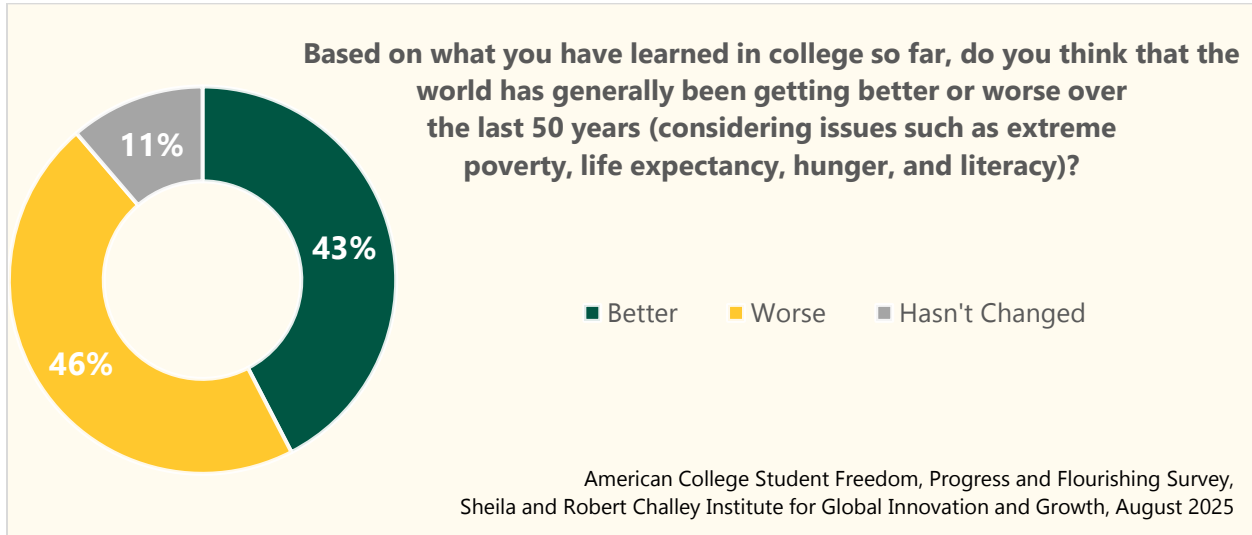 Based on what you have learned in college so far, do you think that the
world has generally been getting better or worse over
the last 50 years (considering issues such as extreme
poverty, life expectancy, hunger, and literacy)?
11%
43%
46%
Better Worse Hasn't Changed
American College Student Freedom, Progress and Flourishing Survey,
Sheila and Robert Challey Institute for Global Innovation and Growth, August 2025